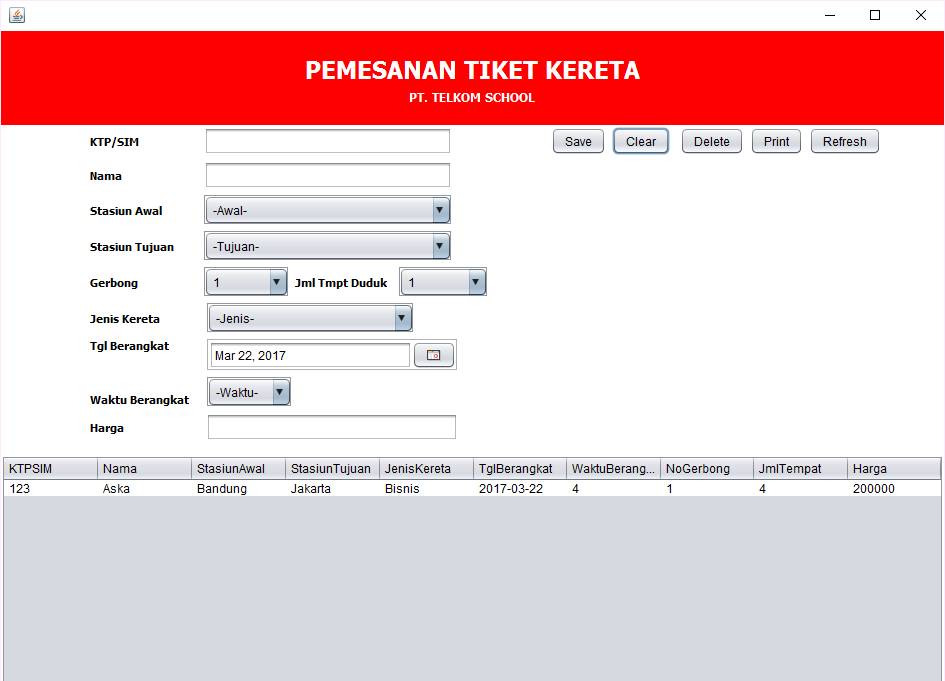 PEMESANAN TIKET KERETA
PT. TELKOM SCHOOL
KTP/SIM Save Clear Delete Print Refresh
Nama
Stasiun Awal -Awal-
Stasiun Tujuan -Tujuan-
Gerbong 1 Jml Tmpt Duduk 1
Jenis Kereta -Jenis-
Tgl Berangkat Mar 22, 2017
Waktu Berangkat -Waktu-
Harga
KTPSIM Nama StasiunAwal StasiunTujuan JenisKereta TglBerangkat WaktuBerang... NoGerbong JmlTempat Harga
123 Aska Bandung Jakarta Bisnis 2017-03-22 4 1 4 200000